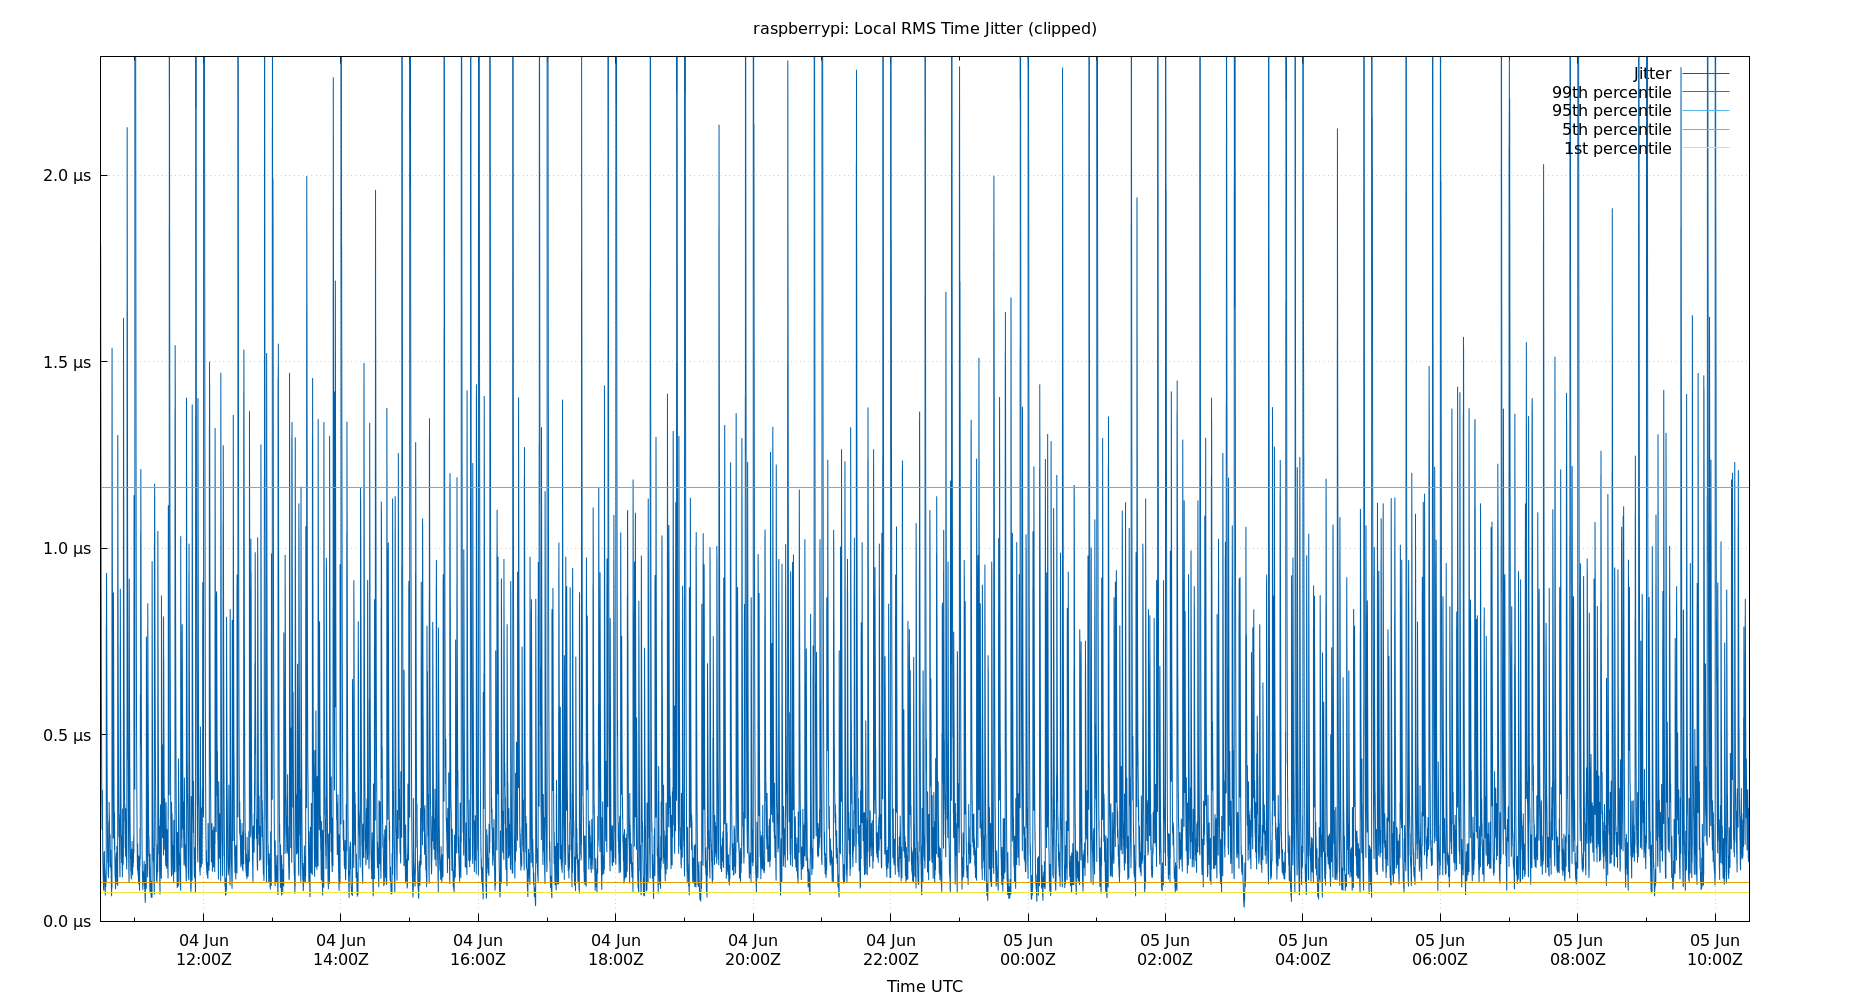 raspberrypi: Local RMS Time Jitter (clipped)
Jitter
99th percentile
95th percentile
5th percentile
1st percentile
2.0 µs
1.5 µs
1.0 µs
0.5 µs
0.0 µs
04 Jun 04 Jun 04 Jun 04 Jun 04 Jun 04 Jun 05 Jun 05 Jun 05 Jun 05 Jun 05 Jun 05 Jun
12:00Z 14:00Z 16:00Z 18:00Z 20:00Z 22:00Z 00:00Z 02:00Z 04:00Z 06:00Z 08:00Z 10:00Z
Time UTC